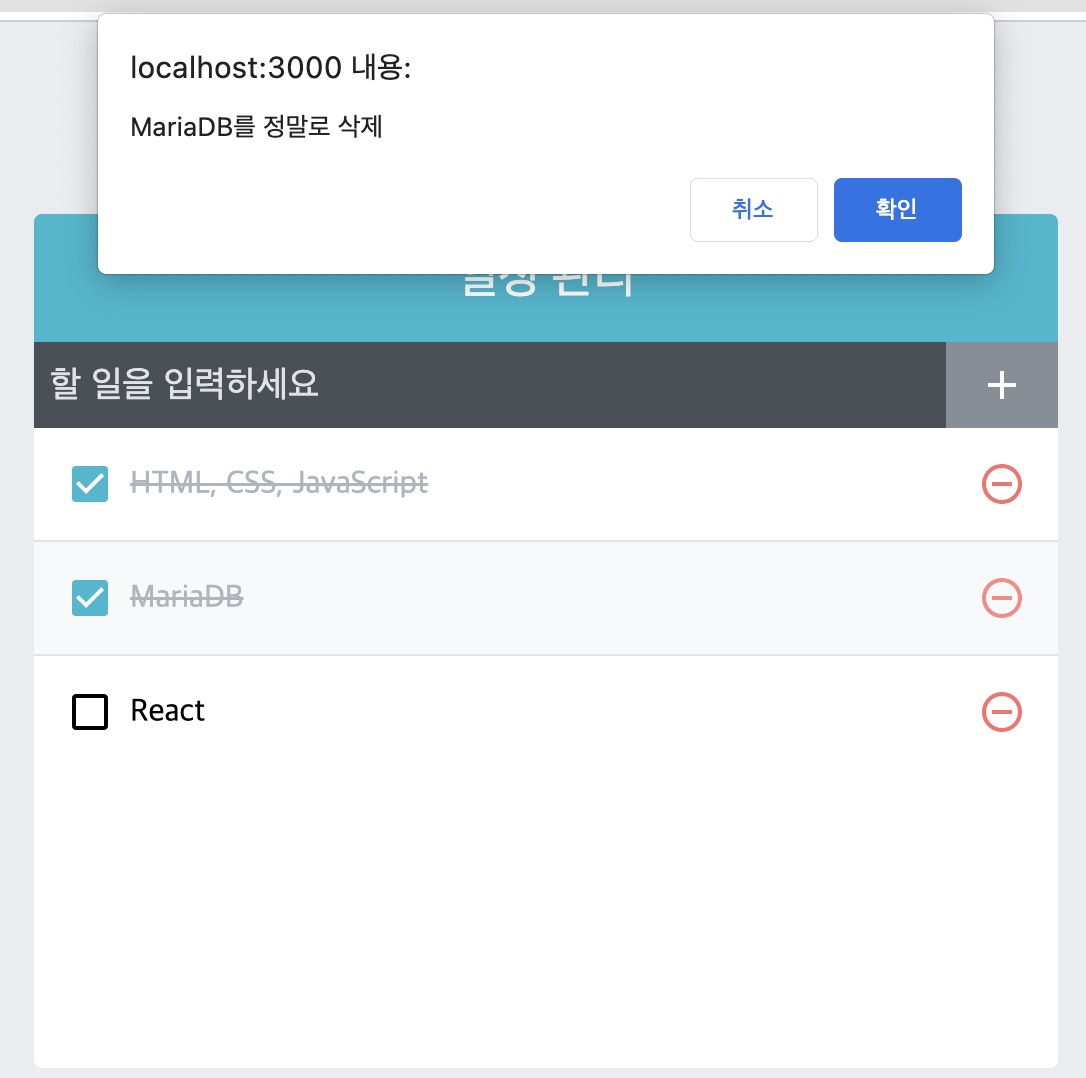 localhost:3000 내용:
MariaDB를 정말로 삭제
취소
확인
할 일을 입력하세요
HTML, CSS, JavaScript
MariaDB
React